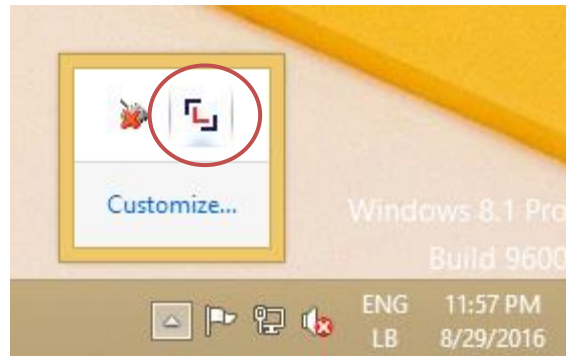 Customize...
Windows 8.1 Pro
Build 9600
ENG 11:57 PM
LB 8/29/2016